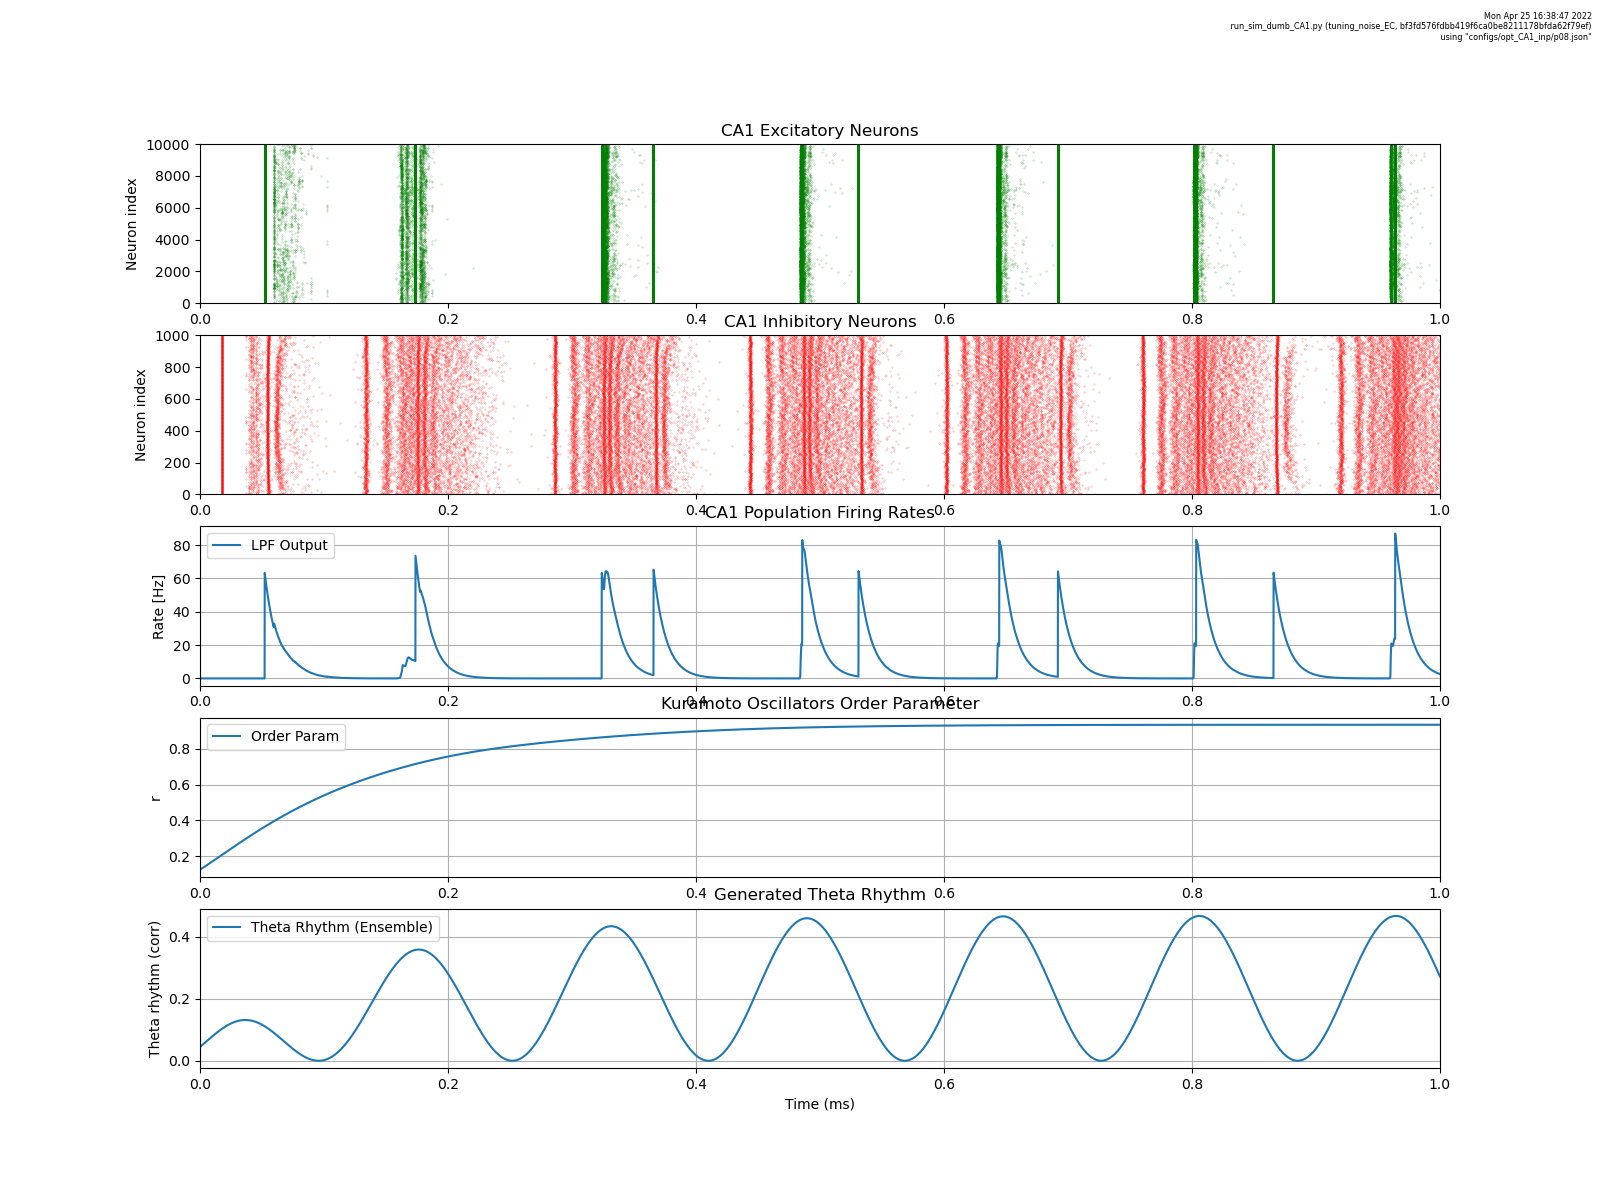 Mon Apr 25 16:38:47 2022
run_sim_dumb_CA1.py (tuning_noise_EC, bf3fd576fdbb419f6ca0be8211178bfda62f79ef)
using "configs/opt_CA1_inp/p08.json"
CA1 Excitatory Neurons
Neuron index
10000
8000
6000
4000
2000
0
0.0 0.2 0.4 0.6 0.8 1.0
CA1 Inhibitory Neurons
Neuron index
1000
800
600
400
200
0
0.0 0.2 0.4 0.6 0.8 1.0
CA1 Population Firing Rates
LPF Output
Rate [Hz]
80
60
40
20
0
0.0 0.2 0.4 0.6 0.8 1.0
Kuramoto Oscillators Order Parameter
Order Param
r
0.8
0.6
0.4
0.2
0.0 0.2 0.4 0.6 0.8 1.0
Generated Theta Rhythm
Theta Rhythm (Ensemble)
Theta rhythm (corr)
0.4
0.2
0.0
0.0 0.2 0.4 0.6 0.8 1.0
Time (ms)